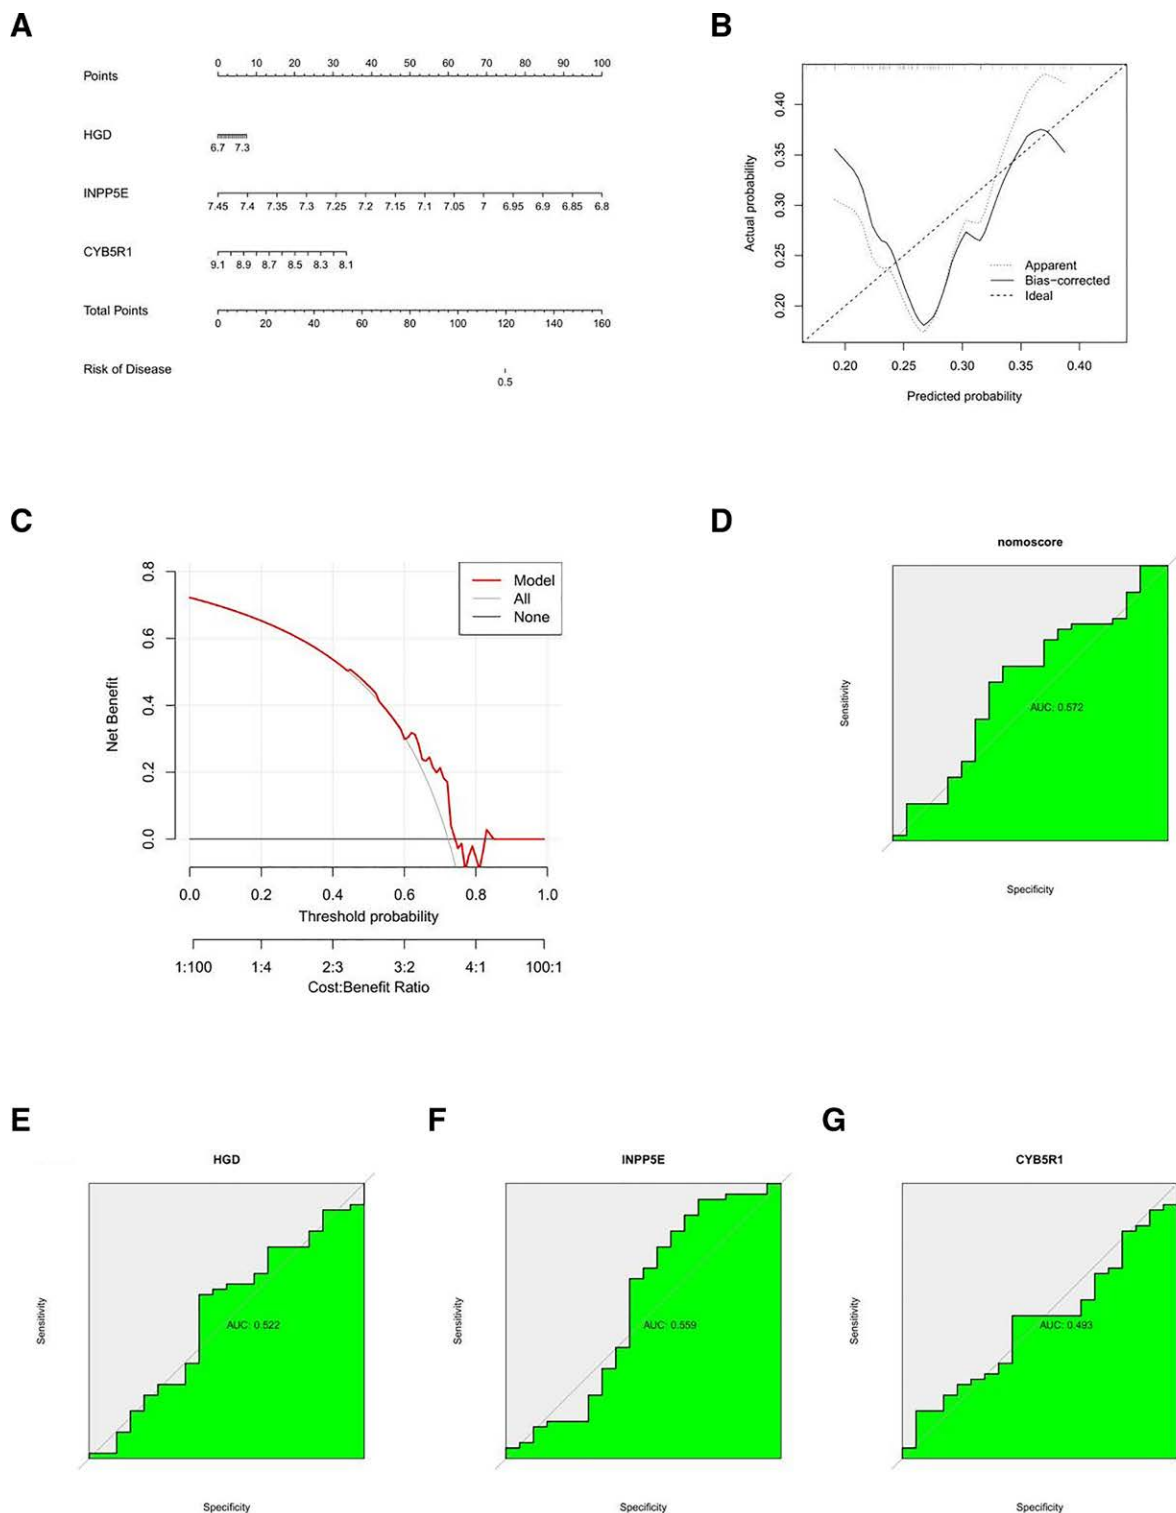 A
Points
0 10 20 30 40 50 60 70 80 90 100
HGD
6.7 7.3
INPP5E
7.45 7.4 7.35 7.3 7.25 7.2 7.15 7.1 7.05 7 6.95 6.9 6.85 6.8
CYB5R1
9.1 8.9 8.7 8.5 8.3 8.1
Total Points
0 20 40 60 80 100 120 140 160
Risk of Disease
0.5
B
Actual probability
0.40
0.35
0.30
0.25
0.20
Apparent
Bias-corrected
Ideal
0.20 0.25 0.30 0.35 0.40
Predicted probability
C
Net Benefit
0.8
0.6
0.4
0.2
0.0
Model
All
None
0.0 0.2 0.4 0.6 0.8 1.0
Threshold probability
1:100 1:4 2:3 3:2 4:1 100:1
Cost:Benefit Ratio
D
nomoscore
Sensitivity
AUC: 0.572
Specificity
E
HGD
Sensitivity
AUC: 0.522
Specificity
F
INPP5E
Sensitivity
AUC: 0.559
Specificity
G
CYB5R1
Sensitivity
AUC: 0.493
Specificity